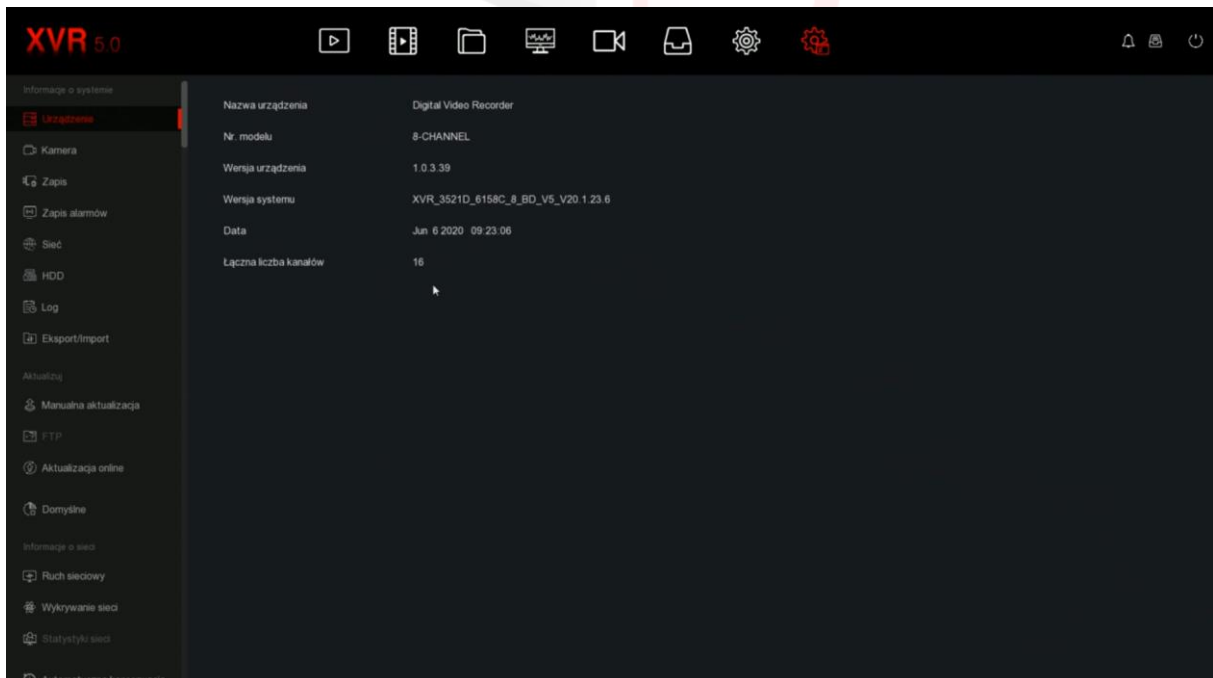 XVR 5.0
Informacje o systemie
Urządzenie
Kamera
Zapis
Zapis alarmów
Sieć
HDD
Log
Eksport/Import
Aktualizuj
Manualna aktualizacja
FTP
Aktualizacja online
Domyślne
Informacje o sieci
Ruch sieciowy
Wykrywanie sieci
Statystyki sieci
Nazwa urządzenia Digital Video Recorder
Nr. modelu 8-CHANNEL
Wersja urządzenia 1.0.3.39
Wersja systemu XVR_3521D_6158C_8_BD_V5_V20.1.23.6
Data Jun 6 2020 09:23:06
Łączna liczba kanałów 16